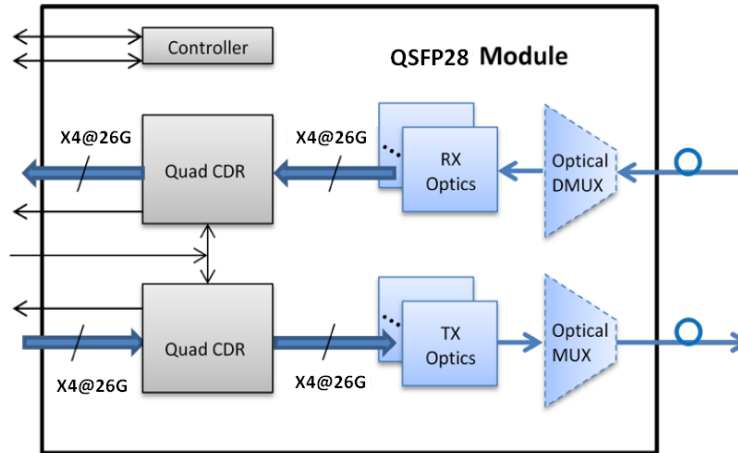 Controller
QSFP28 Module
X4@26G
X4@26G
Quad CDR
RX
Optics
Optical
DMUX
Quad CDR
TX
Optics
Optical
MUX
X4@26G
X4@26G